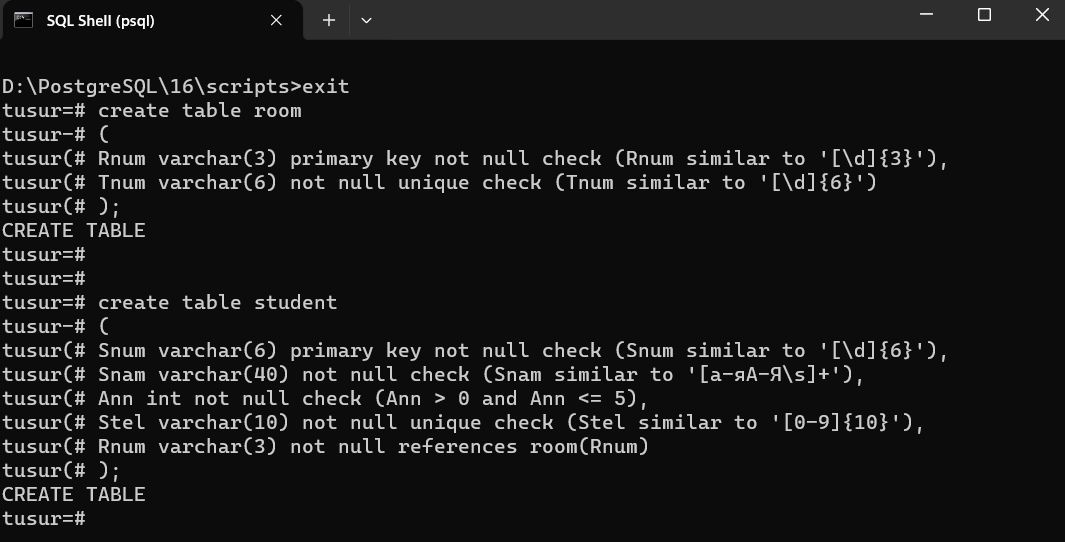 SQL Shell (psql)
D:\PostgreSQL\16\scripts>exit
tusur=# create table room
tusur-# (
tusur(# Rnum varchar(3) primary key not null check (Rnum similar to '[\d]{3}'),
tusur(# Tnum varchar(6) not null unique check (Tnum similar to '[\d]{6}')
tusur(# );
CREATE TABLE
tusur=#
tusur=#
tusur=# create table student
tusur-# (
tusur(# Snum varchar(6) primary key not null check (Snum similar to '[\d]{6}'),
tusur(# Snam varchar(40) not null check (Snam similar to '[а-яА-Я\s]+'),
tusur(# Ann int not null check (Ann > 0 and Ann <= 5),
tusur(# Stel varchar(10) not null unique check (Stel similar to '[0-9]{10}'),
tusur(# Rnum varchar(3) not null references room(Rnum)
tusur(# );
CREATE TABLE
tusur=#